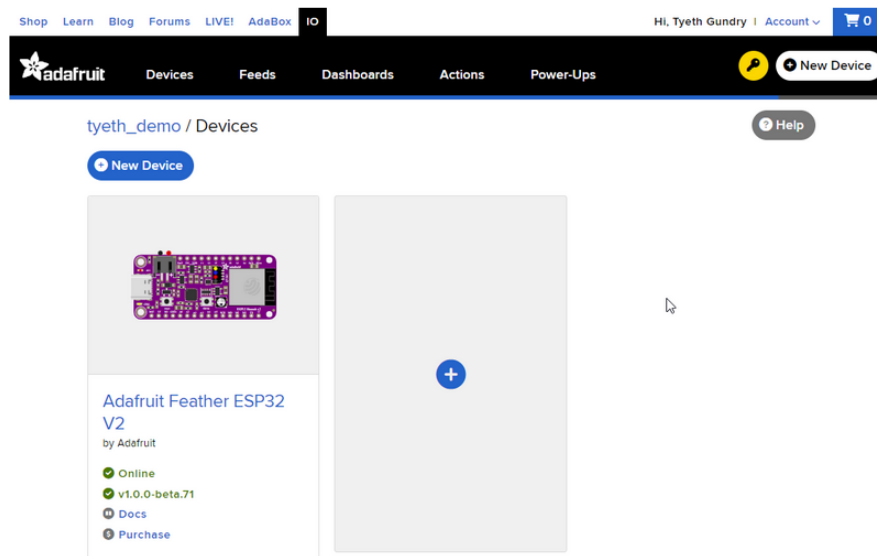 Shop Learn Blog Forums LIVE! AdaBox IO Hi, Tyeth Gundry | Account 0
adafruit Devices Feeds Dashboards Actions Power-Ups New Device
tyeth_demo / Devices Help
New Device
Adafruit Feather ESP32
V2
by Adafruit
Online
v1.0.0-beta.71
Docs
Purchase